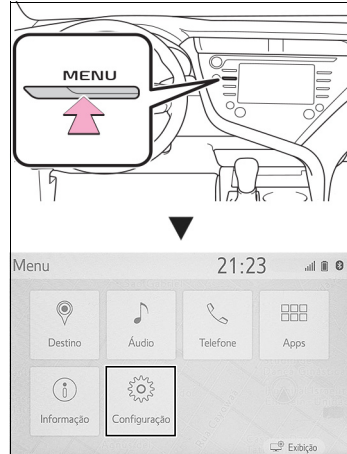 MENU
Menu 21:23
Destino Áudio Telefone Apps
Informação Configuração
Exibição